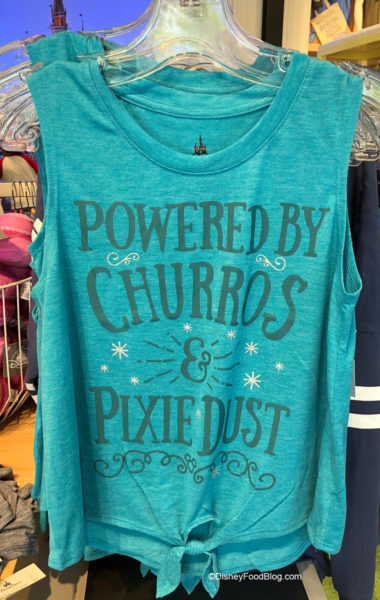 POWERED BY
CHURROS
&
PIXIE DUST
©DisneyFoodBlog.com